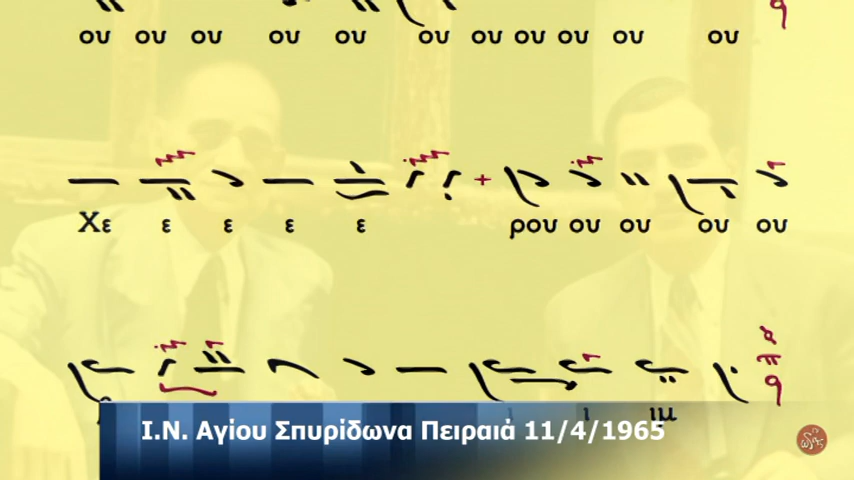 ου ου ου ου ου ου ου ου ου ου ου
Χε ε ε ε ε ρου ου ου ου ου
ι ι ιμ
Ι.Ν. Αγίου Σπυρίδωνα Πειραιά 11/4/1965